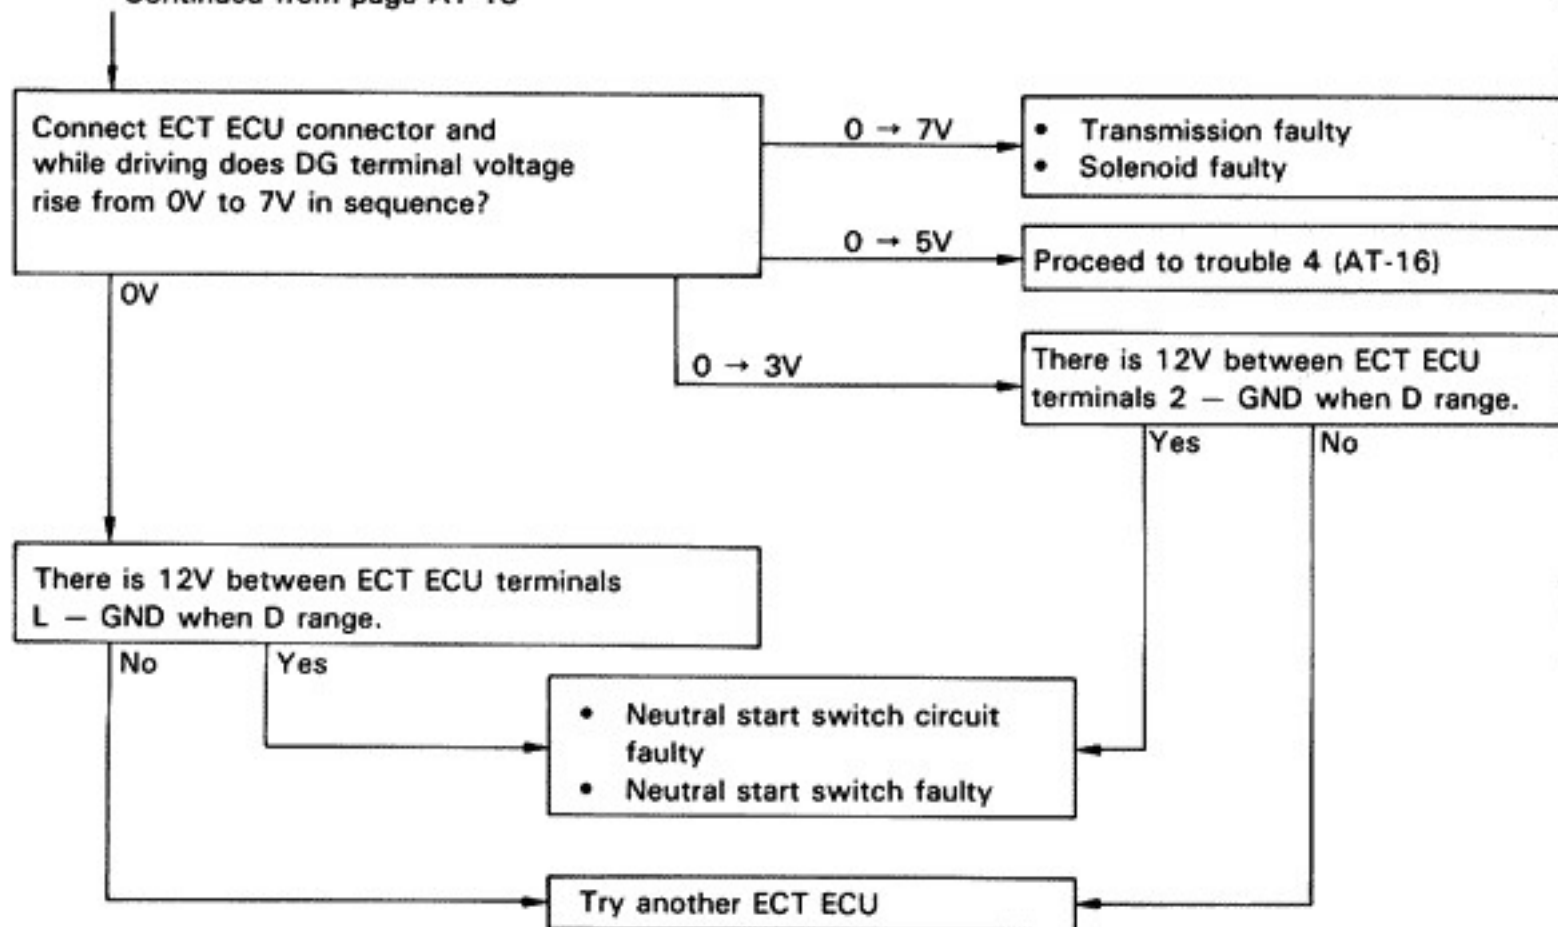 Connect ECT ECU connector and
while driving does DG terminal voltage
rise from 0V to 7V in sequence?
0 → 7V
• Transmission faulty
• Solenoid faulty
0 → 5V
Proceed to trouble 4 (AT-16)
0V
0 → 3V
There is 12V between ECT ECU
terminals 2 — GND when D range.
Yes
No
There is 12V between ECT ECU terminals
L — GND when D range.
No
Yes
• Neutral start switch circuit
faulty
• Neutral start switch faulty
Try another ECT ECU